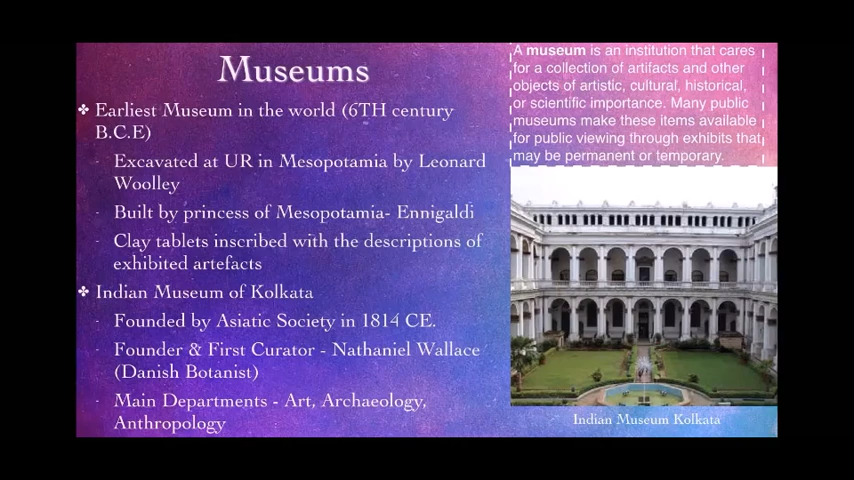 Museums
❖ Earliest Museum in the world (6TH century
B.C.E)
- Excavated at UR in Mesopotamia by Leonard
Woolley
- Built by princess of Mesopotamia- Ennigaldi
- Clay tablets inscribed with the descriptions of
exhibited artefacts
❖ Indian Museum of Kolkata
- Founded by Asiatic Society in 1814 CE.
- Founder & First Curator - Nathaniel Wallace
(Danish Botanist)
- Main Departments - Art, Archaeology,
Anthropology
A museum is an institution that cares
for a collection of artifacts and other
objects of artistic, cultural, historical,
or scientific importance. Many public
museums make these items available
for public viewing through exhibits that
may be permanent or temporary.
Indian Museum Kolkata